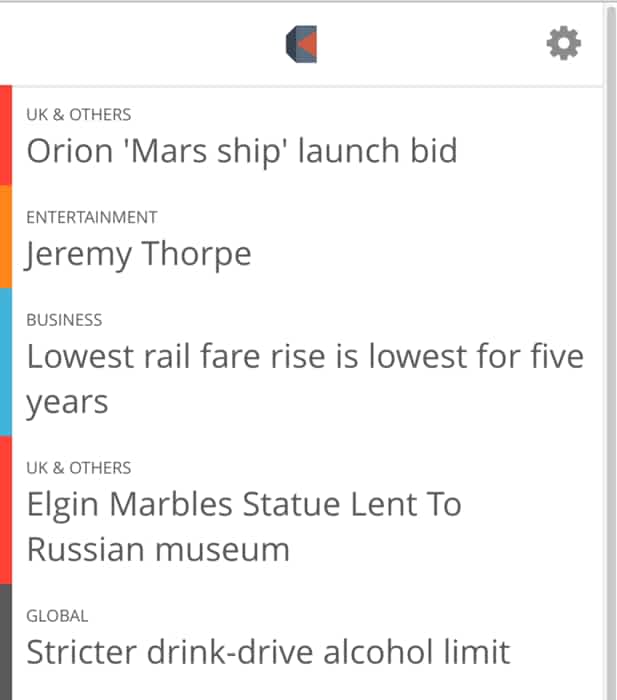 UK & OTHERS
Orion 'Mars ship' launch bid
ENTERTAINMENT
Jeremy Thorpe
BUSINESS
Lowest rail fare rise is lowest for five
years
UK & OTHERS
Elgin Marbles Statue Lent To
Russian museum
GLOBAL
Stricter drink-drive alcohol limit